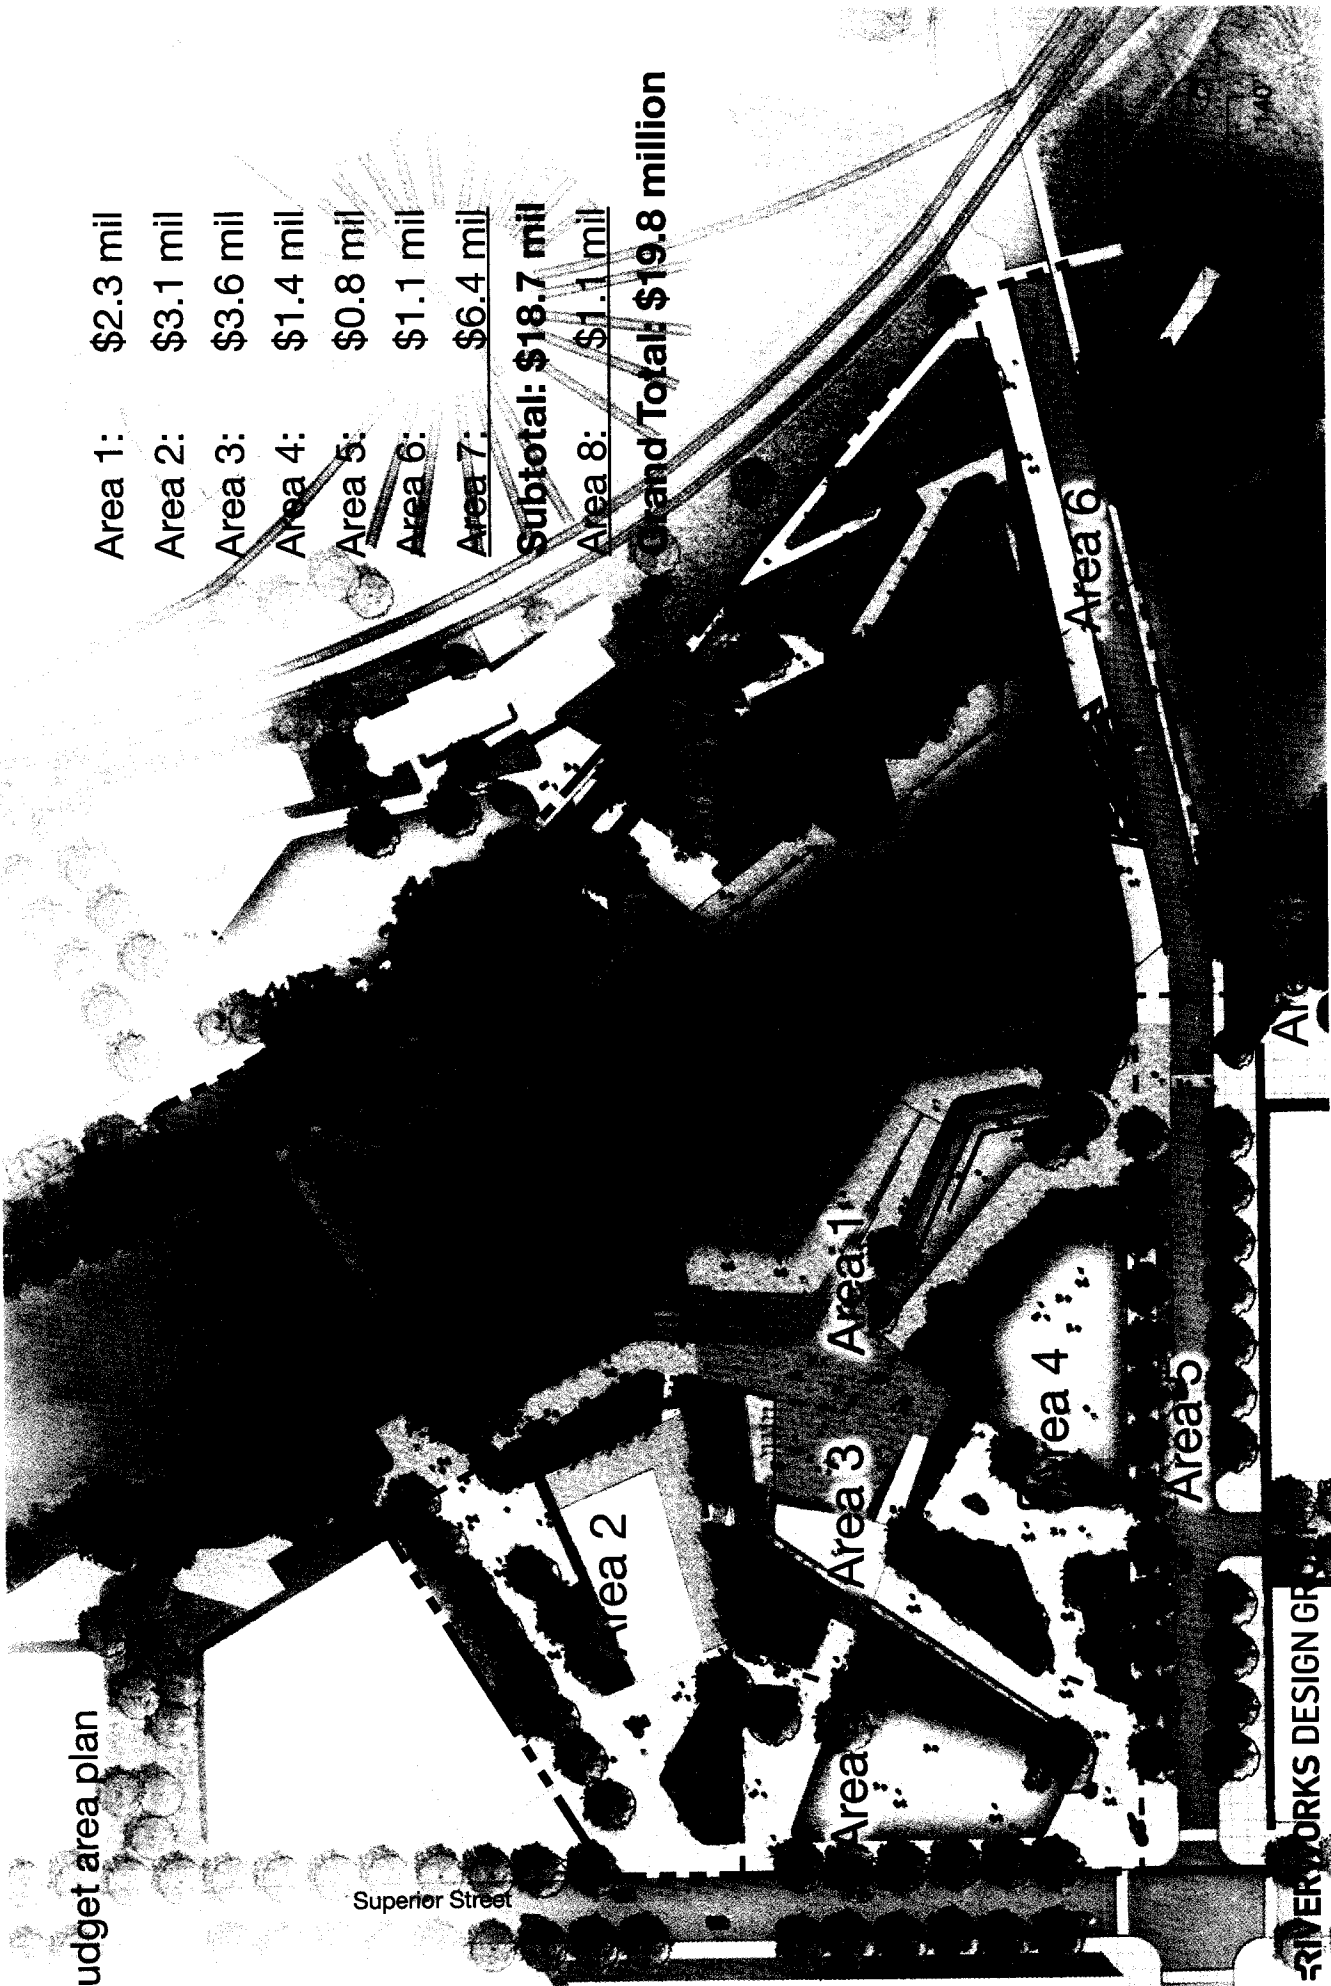 udget area plan
Area 1: $2.3 mil
Area 2: $3.1 mil
Area 3: $3.6 mil
Area 4: $1.4 mil
Area 5: $0.8 mil
Area 6: $1.1 mil
Area 7: $6.4 mil
Subtotal: $18.7 mil
Area 8: $1.1 mil
Grand Total: $19.8 million
Superior Street
Area 2
Area
Area 3
Area 1
rea 4
Area 5
Area 6
Are
140'
RIVERWORKS DESIGN GR